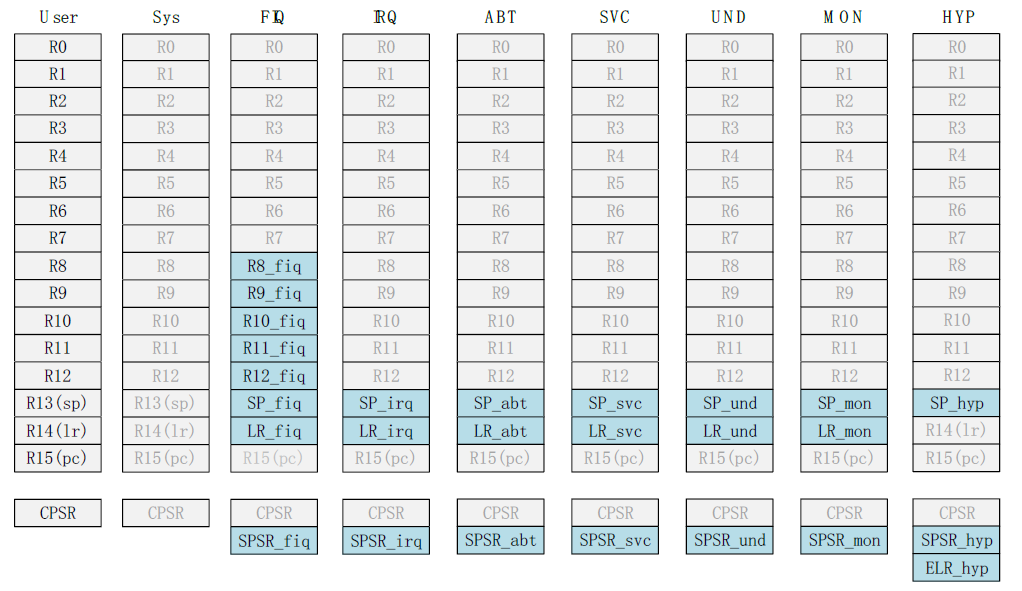 User Sys FIQ IRQ ABT SVC UND MON HYP
R0 R0 R0 R0 R0 R0 R0 R0 R0
R1 R1 R1 R1 R1 R1 R1 R1 R1
R2 R2 R2 R2 R2 R2 R2 R2 R2
R3 R3 R3 R3 R3 R3 R3 R3 R3
R4 R4 R4 R4 R4 R4 R4 R4 R4
R5 R5 R5 R5 R5 R5 R5 R5 R5
R6 R6 R6 R6 R6 R6 R6 R6 R6
R7 R7 R7 R7 R7 R7 R7 R7 R7
R8 R8 R8_fiq R8 R8 R8 R8 R8 R8
R9 R9 R9_fiq R9 R9 R9 R9 R9 R9
R10 R10 R10_fiq R10 R10 R10 R10 R10 R10
R11 R11 R11_fiq R11 R11 R11 R11 R11 R11
R12 R12 R12_fiq R12 R12 R12 R12 R12 R12
R13(sp) R13(sp) SP_fiq SP_irq SP_abt SP_svc SP_und SP_mon SP_hyp
R14(lr) R14(lr) LR_fiq LR_irq LR_abt LR_svc LR_und LR_mon R14(lr)
R15(pc) R15(pc) R15(pc) R15(pc) R15(pc) R15(pc) R15(pc) R15(pc) R15(pc)
CPSR CPSR CPSR CPSR CPSR CPSR CPSR CPSR CPSR
SPSR_fiq SPSR_irq SPSR_abt SPSR_svc SPSR_und SPSR_mon SPSR_hyp
ELR_hyp